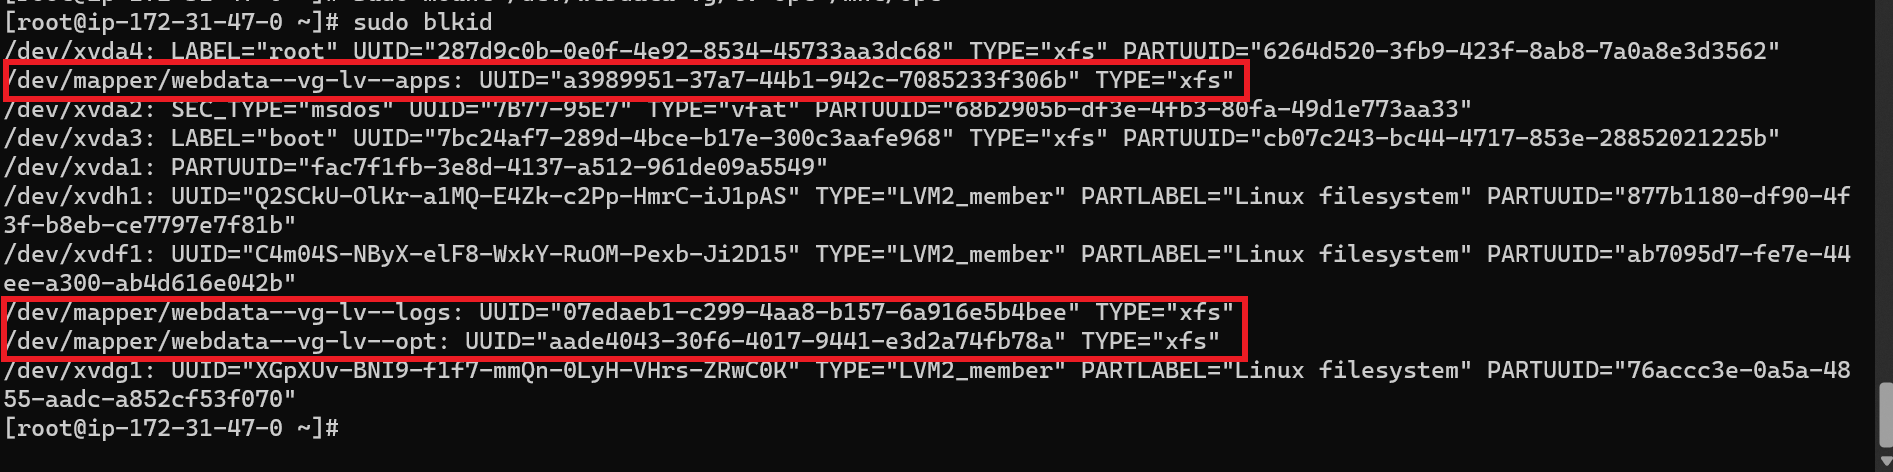 [root@ip-172-31-47-0 ~]# sudo blkid
/dev/xvda4: LABEL="root" UUID="287d9c0b-0e0f-4e92-8534-45733aa3dc68" TYPE="xfs" PARTUUID="6264d520-3fb9-423f-8ab8-7a0a8e3d3562"
/dev/mapper/webdata--vg-lv--apps: UUID="a3989951-37a7-44b1-942c-7085233f306b" TYPE="xfs"
/dev/xvda2: SEC_TYPE="msdos" UUID="7B77-95E7" TYPE="vfat" PARTUUID="68b2905b-df3e-4fb3-80fa-49d1e773aa33"
/dev/xvda3: LABEL="boot" UUID="7bc24af7-289d-4bce-b17e-300c3aafe968" TYPE="xfs" PARTUUID="cb07c243-bc44-4717-853e-28852021225b"
/dev/xvda1: PARTUUID="fac7f1fb-3e8d-4137-a512-961de09a5549"
/dev/xvdh1: UUID="Q2SCkU-OlKr-a1MQ-E4Zk-c2Pp-HmrC-iJ1pAS" TYPE="LVM2_member" PARTLABEL="Linux filesystem" PARTUUID="877b1180-df90-4f
3f-b8eb-ce7797e7f81b"
/dev/xvdf1: UUID="C4m04S-NByX-elF8-WxkY-RuOM-Pexb-Ji2D15" TYPE="LVM2_member" PARTLABEL="Linux filesystem" PARTUUID="ab7095d7-fe7e-44
ee-a300-ab4d616e042b"
/dev/mapper/webdata--vg-lv--logs: UUID="07edaeb1-c299-4aa8-b157-6a916e5b4bee" TYPE="xfs"
/dev/mapper/webdata--vg-lv--opt: UUID="aade4043-30f6-4017-9441-e3d2a74fb78a" TYPE="xfs"
/dev/xvdg1: UUID="XGpXUv-BNI9-f1f7-mmQn-0LyH-VHrs-ZRwC0K" TYPE="LVM2_member" PARTLABEL="Linux filesystem" PARTUUID="76accc3e-0a5a-48
55-aadc-a852cf53f070"
[root@ip-172-31-47-0 ~]#